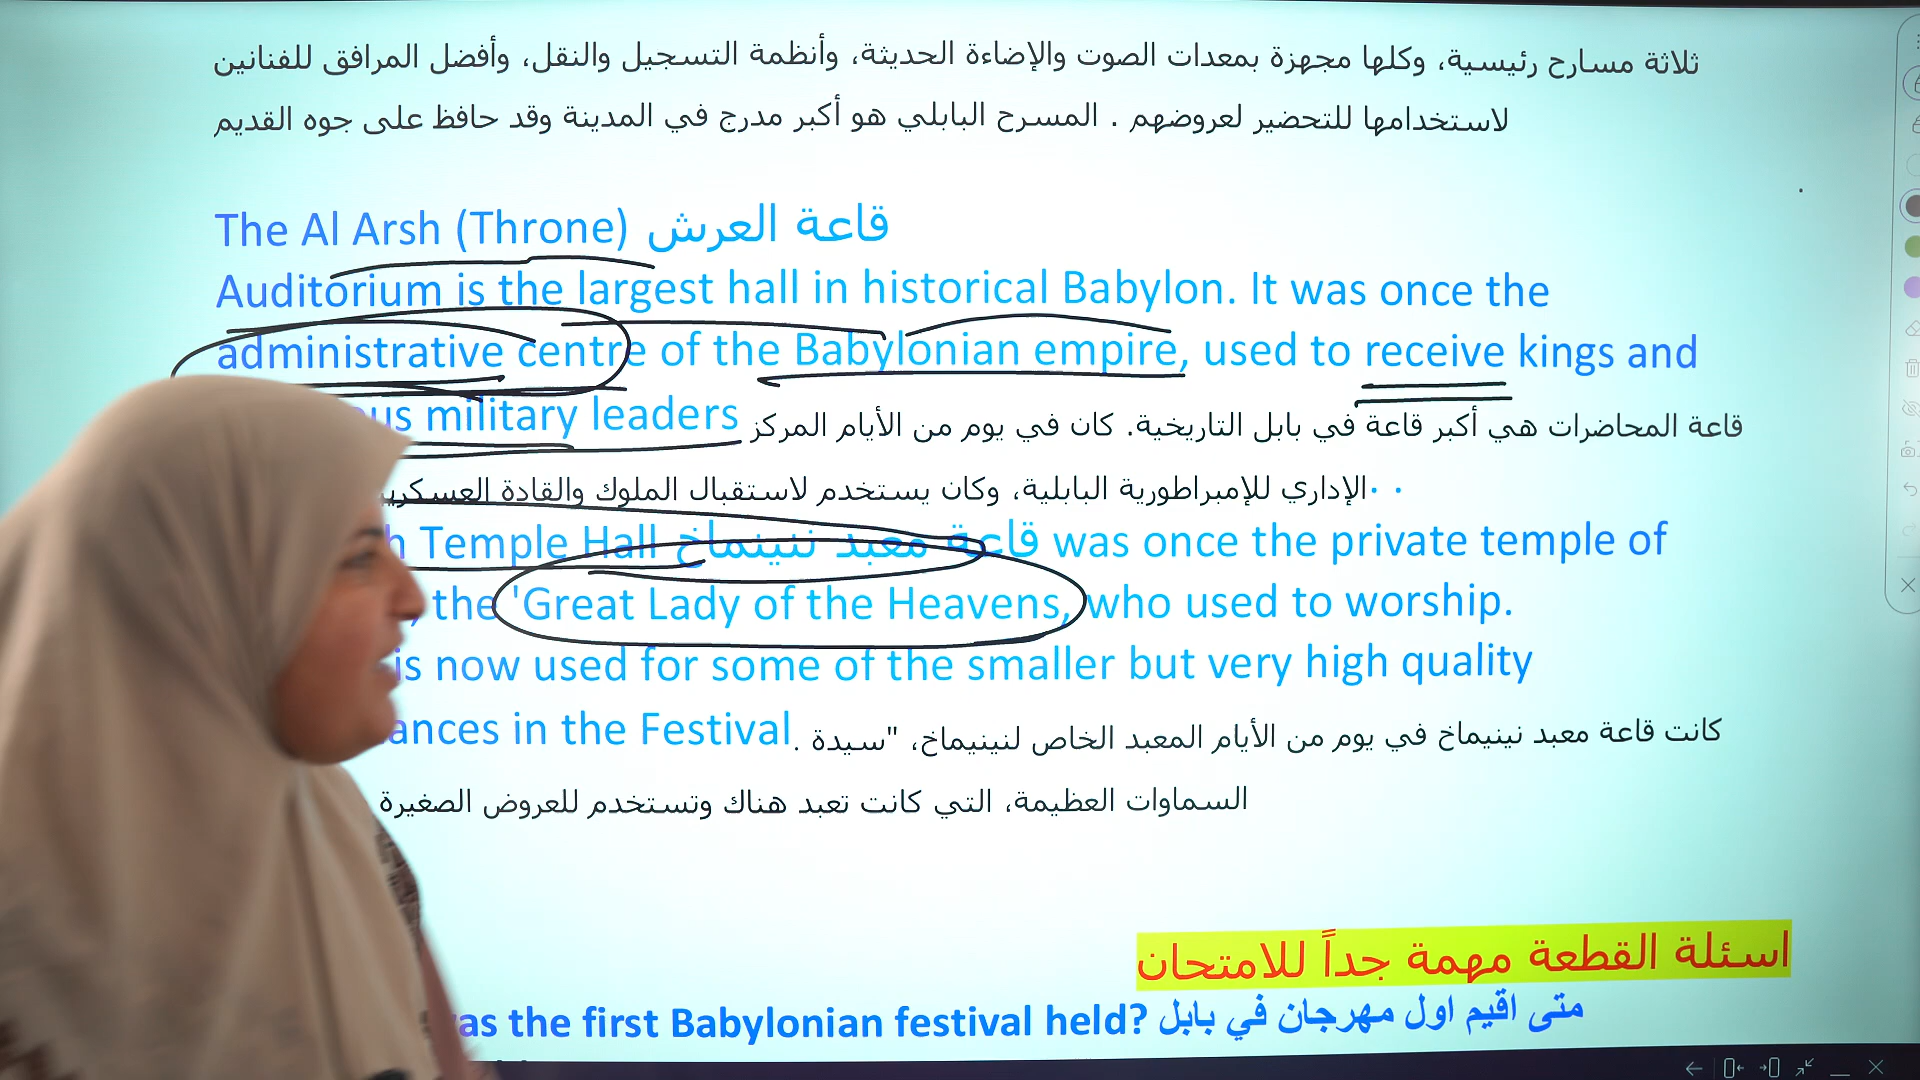 ثلاثة مسارح رئيسية، وكلها مجهزة بمعدات الصوت والإضاءة الحديثة، وأنظمة التسجيل والنقل، وأفضل المرافق للفنانين
لاستخدامها للتحضير لعروضهم . المسرح البابلي هو أكبر مدرج في المدينة وقد حافظ على جوه القديم
The Al Arsh (Throne) قاعة العرش
Auditorium is the largest hall in historical Babylon. It was once the
administrative centre of the Babylonian empire, used to receive kings and
military leaders قاعة المحاضرات هي أكبر قاعة في بابل التاريخية. كان في يوم من الأيام المركز
الإداري للإمبراطورية البابلية، وكان يستخدم لاستقبال الملوك والقادة
Temple Hall قاعة معبد ننينماخ was once the private temple of
, the 'Great Lady of the Heavens, who used to worship.
is now used for some of the smaller but very high quality
in the Festival. كانت قاعة معبد نينيماخ في يوم من الأيام المعبد الخاص لنينيماخ، "سيدة
السماوات العظيمة، التي كانت تعبد هناك وتستخدم للعروض الصغيرة
اسئلة القطعة مهمة جداً للامتحان
was the first Babylonian festival held? متى اقيم اول مهرجان في بابل